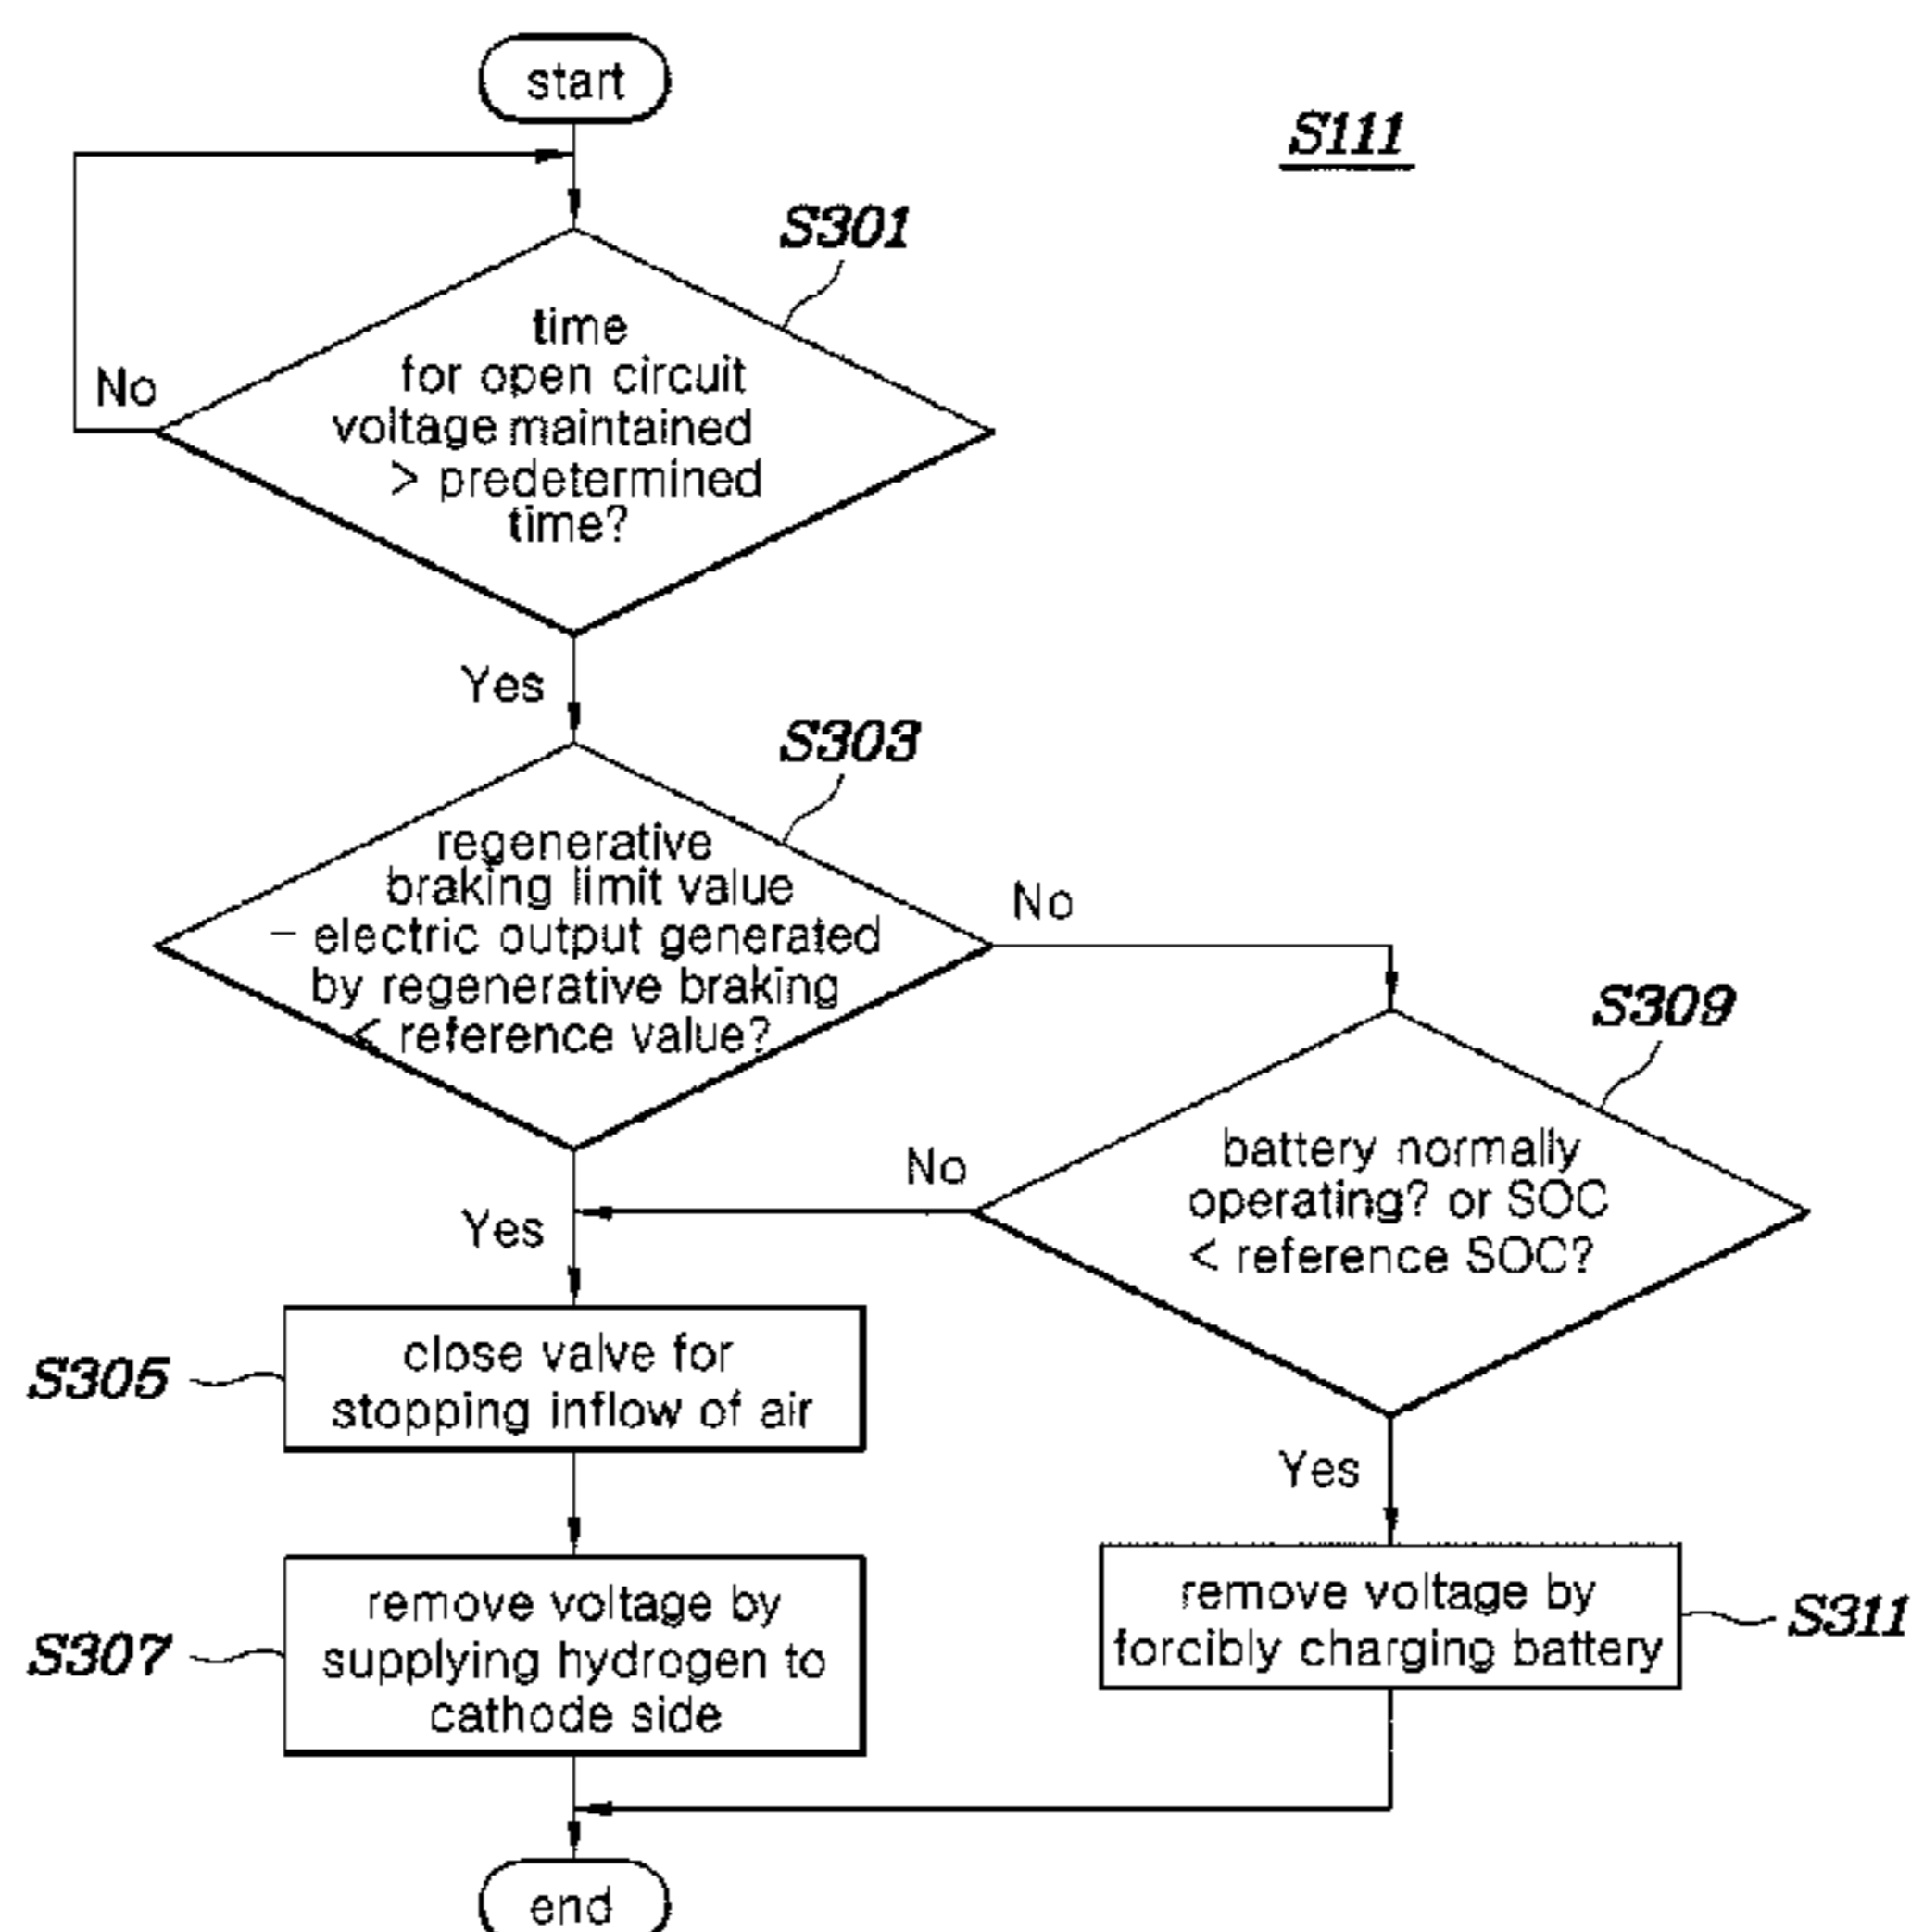 start
S111
S301
time
for open circuit
voltage maintained
> predetermined
time?
No
Yes
S303
regenerative
braking limit value
- electric output generated
by regenerative braking
< reference value?
No
S309
battery normally
operating? or SOC
< reference SOC?
No
Yes
Yes
S305
close valve for
stopping inflow of air
S307
remove voltage by
supplying hydrogen to
cathode side
remove voltage by
forcibly charging battery
S311
end